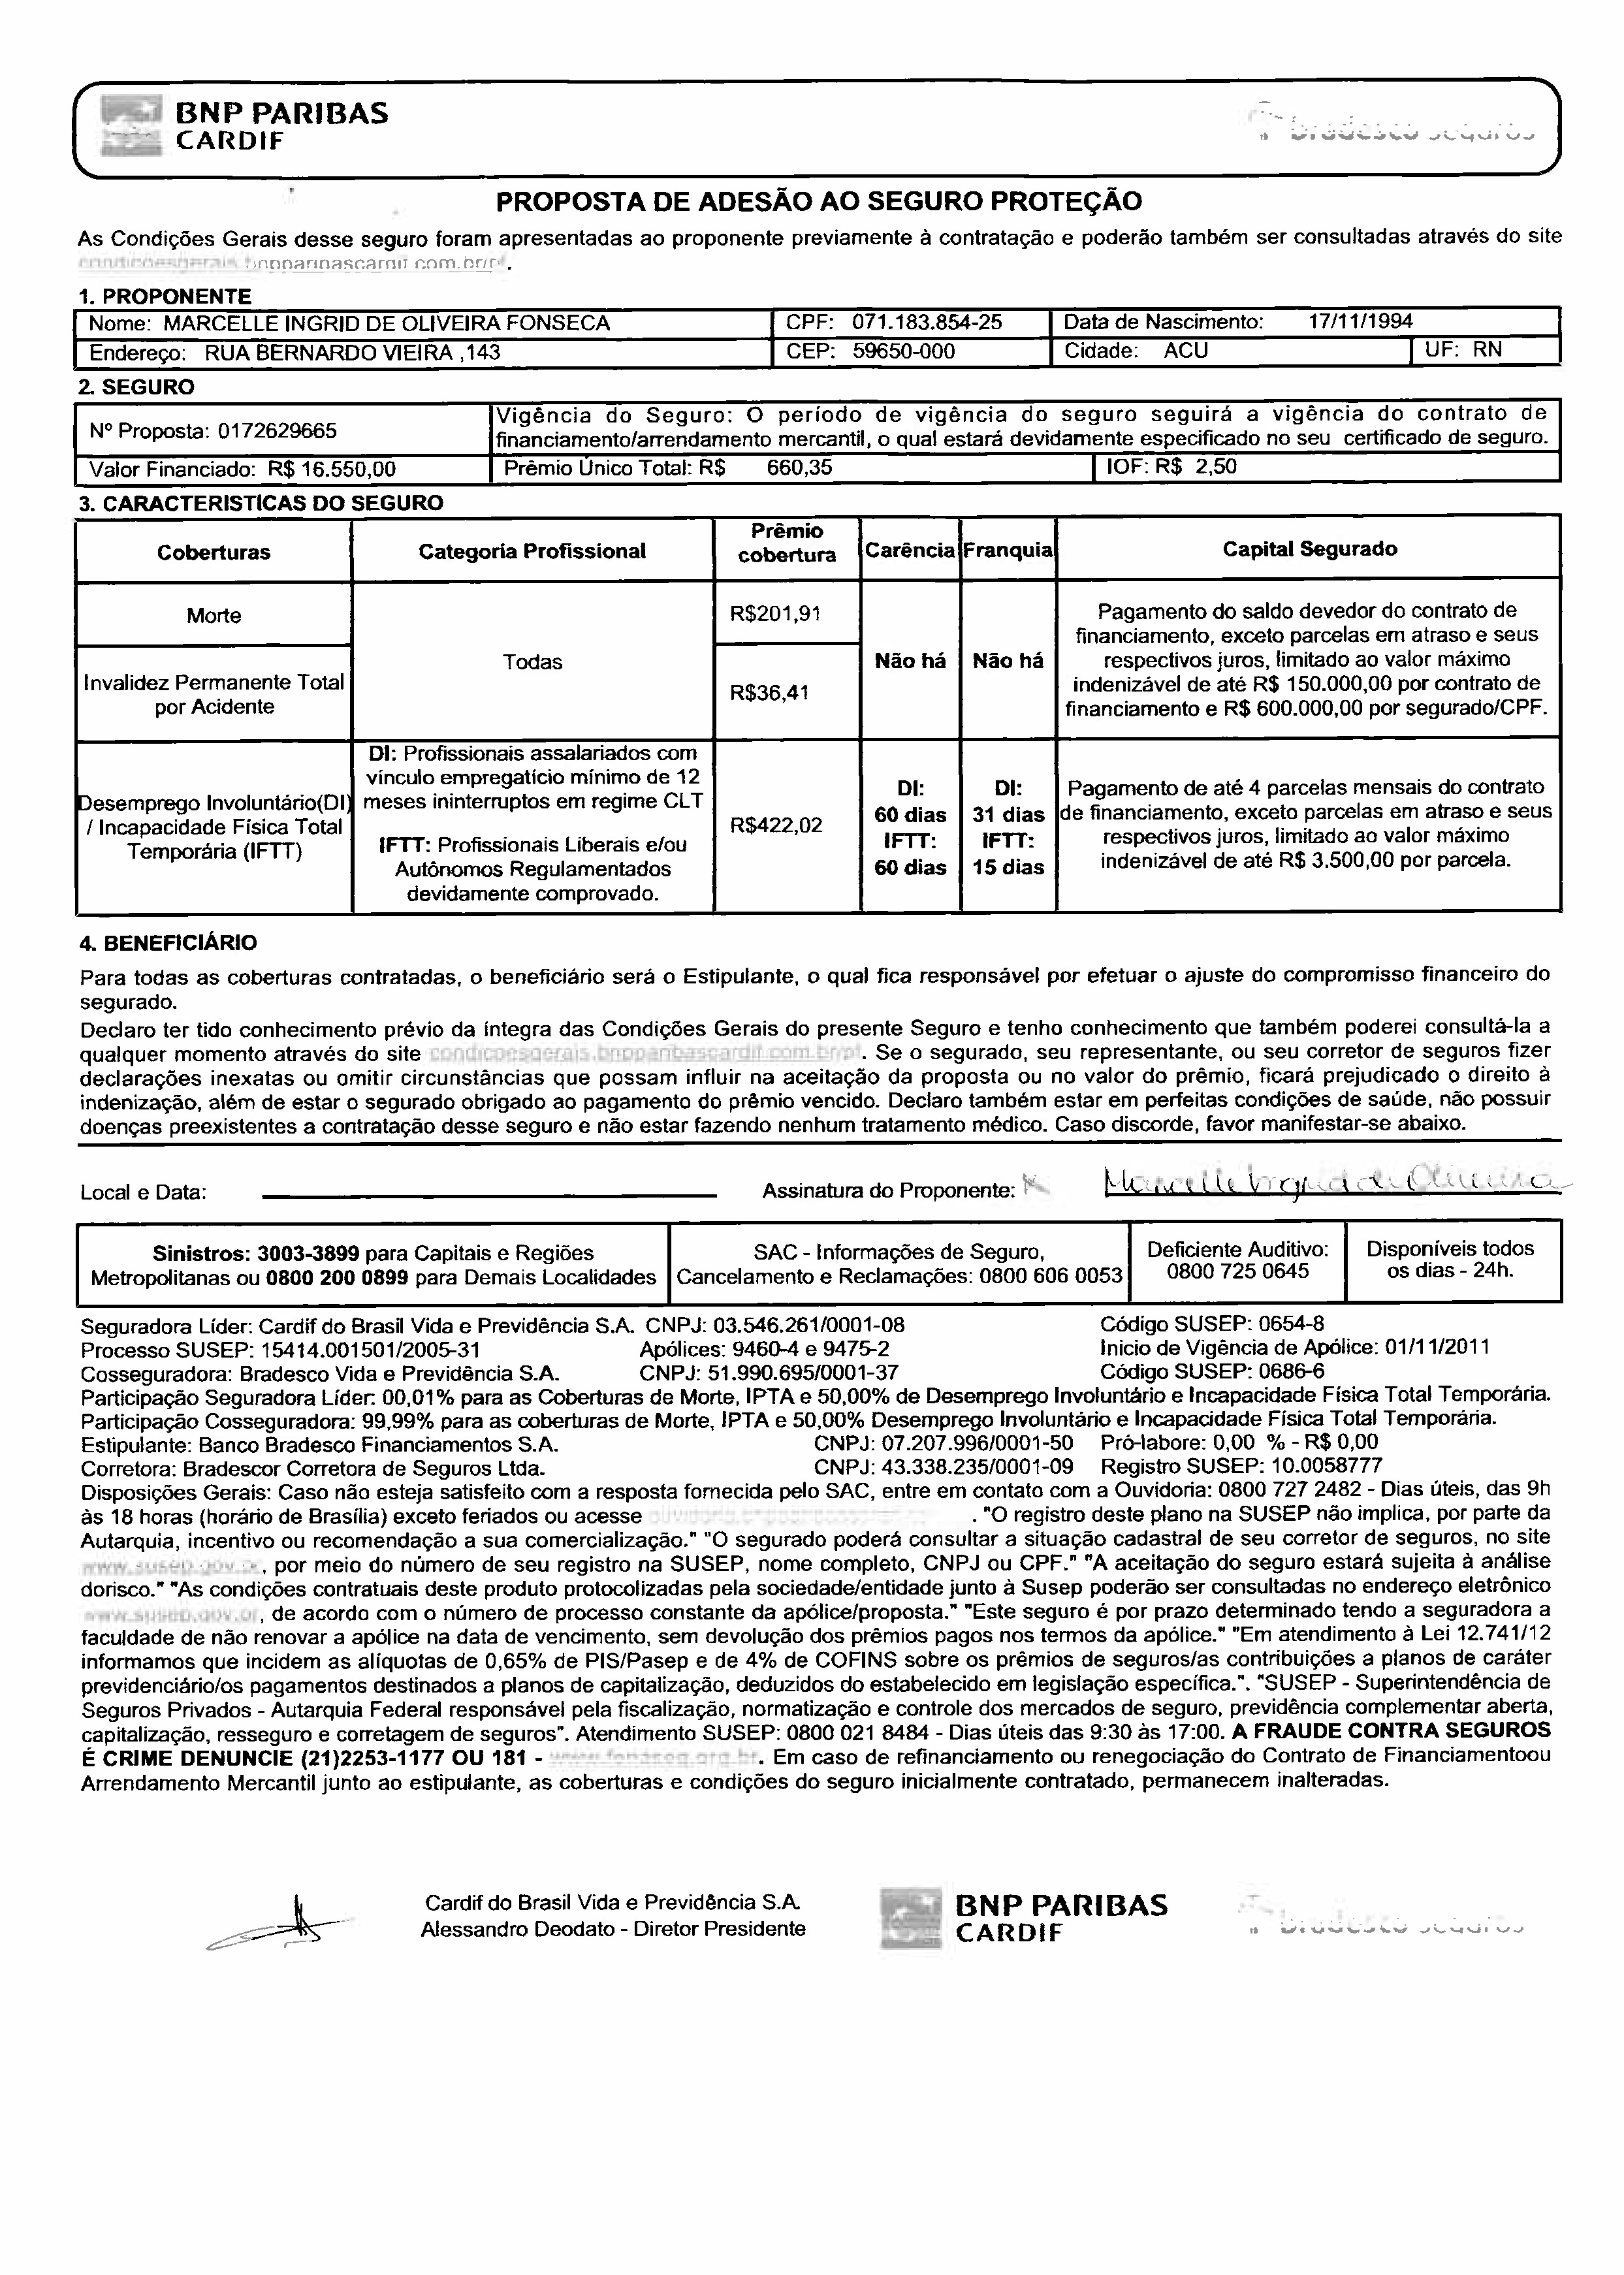 BNP PARIBAS
CARDIF
bradesco seguros
PROPOSTA DE ADESÃO AO SEGURO PROTEÇÃO
As Condições Gerais desse seguro foram apresentadas ao proponente previamente à contratação e poderão também ser consultadas através do site
condicoesgerais.bnpparibascardif.com.br/pf.
1. PROPONENTE
Nome: MARCELLE INGRID DE OLIVEIRA FONSECA CPF: 071.183.854-25 Data de Nascimento: 17/11/1994
Endereço: RUA BERNARDO VIEIRA ,143 CEP: 59650-000 Cidade: ACU UF: RN
2. SEGURO
Nº Proposta: 0172629665
Vigência do Seguro: O período de vigência do seguro seguirá a vigência do contrato de
financiamento/arrendamento mercantil, o qual estará devidamente especificado no seu certificado de seguro.
Valor Financiado: R$ 16.550,00 Prêmio Único Total: R$ 660,35 IOF: R$ 2,50
3. CARACTERISTICAS DO SEGURO
Coberturas Categoria Profissional Prêmio cobertura Carência Franquia Capital Segurado
Morte
Invalidez Permanente Total
por Acidente
Todas
R$201,91
R$36,41
Não há Não há
Pagamento do saldo devedor do contrato de
financiamento, exceto parcelas em atraso e seus
respectivos juros, limitado ao valor máximo
indenizável de até R$ 150.000,00 por contrato de
financiamento e R$ 600.000,00 por segurado/CPF.
Desemprego Involuntário(DI)
/ Incapacidade Física Total
Temporária (IFTT)
DI: Profissionais assalariados com
vínculo empregatício mínimo de 12
meses ininterruptos em regime CLT
IFTT: Profissionais Liberais e/ou
Autônomos Regulamentados
devidamente comprovado.
R$422,02
DI:
60 dias
IFTT:
60 dias
DI:
31 dias
IFTT:
15 dias
Pagamento de até 4 parcelas mensais do contrato
de financiamento, exceto parcelas em atraso e seus
respectivos juros, limitado ao valor máximo
indenizável de até R$ 3.500,00 por parcela.
4. BENEFICIÁRIO
Para todas as coberturas contratadas, o beneficiário será o Estipulante, o qual fica responsável por efetuar o ajuste do compromisso financeiro do
segurado.
Declaro ter tido conhecimento prévio da íntegra das Condições Gerais do presente Seguro e tenho conhecimento que também poderei consultá-la a
qualquer momento através do site condicoesgerais.bnpparibascardif.com.br/pf. Se o segurado, seu representante, ou seu corretor de seguros fizer
declarações inexatas ou omitir circunstâncias que possam influir na aceitação da proposta ou no valor do prêmio, ficará prejudicado o direito à
indenização, além de estar o segurado obrigado ao pagamento do prêmio vencido. Declaro também estar em perfeitas condições de saúde, não possuir
doenças preexistentes a contratação desse seguro e não estar fazendo nenhum tratamento médico. Caso discorde, favor manifestar-se abaixo.
Local e Data: Assinatura do Proponente: Marcelle Ingrid de Oliveira
Sinistros: 3003-3899 para Capitais e Regiões
Metropolitanas ou 0800 200 0899 para Demais Localidades
SAC - Informações de Seguro,
Cancelamento e Reclamações: 0800 606 0053
Deficiente Auditivo:
0800 725 0645
Disponíveis todos
os dias - 24h.
Seguradora Líder: Cardif do Brasil Vida e Previdência S.A. CNPJ: 03.546.261/0001-08 Código SUSEP: 0654-8
Processo SUSEP: 15414.001501/2005-31 Apólices: 9460-4 e 9475-2 Inicio de Vigência de Apólice: 01/11/2011
Cosseguradora: Bradesco Vida e Previdência S.A. CNPJ: 51.990.695/0001-37 Código SUSEP: 0686-6
Participação Seguradora Líder: 00,01% para as Coberturas de Morte, IPTA e 50,00% de Desemprego Involuntário e Incapacidade Física Total Temporária.
Participação Cosseguradora: 99,99% para as coberturas de Morte, IPTA e 50,00% Desemprego Involuntário e Incapacidade Física Total Temporária.
Estipulante: Banco Bradesco Financiamentos S.A. CNPJ: 07.207.996/0001-50 Pró-labore: 0,00 % - R$ 0,00
Corretora: Bradescor Corretora de Seguros Ltda. CNPJ: 43.338.235/0001-09 Registro SUSEP: 10.0058777
Disposições Gerais: Caso não esteja satisfeito com a resposta fornecida pelo SAC, entre em contato com a Ouvidoria: 0800 727 2482 - Dias úteis, das 9h
às 18 horas (horário de Brasília) exceto feriados ou acesse . "O registro deste plano na SUSEP não implica, por parte da
Autarquia, incentivo ou recomendação a sua comercialização." "O segurado poderá consultar a situação cadastral de seu corretor de seguros, no site
www.susep.gov.br, por meio do número de seu registro na SUSEP, nome completo, CNPJ ou CPF." "A aceitação do seguro estará sujeita à análise
dorisco." "As condições contratuais deste produto protocolizadas pela sociedade/entidade junto à Susep poderão ser consultadas no endereço eletrônico
www.susep.gov.br, de acordo com o número de processo constante da apólice/proposta." "Este seguro é por prazo determinado tendo a seguradora a
faculdade de não renovar a apólice na data de vencimento, sem devolução dos prêmios pagos nos termos da apólice." "Em atendimento à Lei 12.741/12
informamos que incidem as alíquotas de 0,65% de PIS/Pasep e de 4% de COFINS sobre os prêmios de seguros/as contribuições a planos de caráter
previdenciário/os pagamentos destinados a planos de capitalização, deduzidos do estabelecido em legislação específica.". "SUSEP - Superintendência de
Seguros Privados - Autarquia Federal responsável pela fiscalização, normatização e controle dos mercados de seguro, previdência complementar aberta,
capitalização, resseguro e corretagem de seguros". Atendimento SUSEP: 0800 021 8484 - Dias úteis das 9:30 às 17:00. A FRAUDE CONTRA SEGUROS
É CRIME DENUNCIE (21)2253-1177 OU 181 - www.fenaseg.org.br. Em caso de refinanciamento ou renegociação do Contrato de Financiamentoou
Arrendamento Mercantil junto ao estipulante, as coberturas e condições do seguro inicialmente contratado, permanecem inalteradas.
Cardif do Brasil Vida e Previdência S.A.
Alessandro Deodato - Diretor Presidente
BNP PARIBAS
CARDIF
bradesco seguros